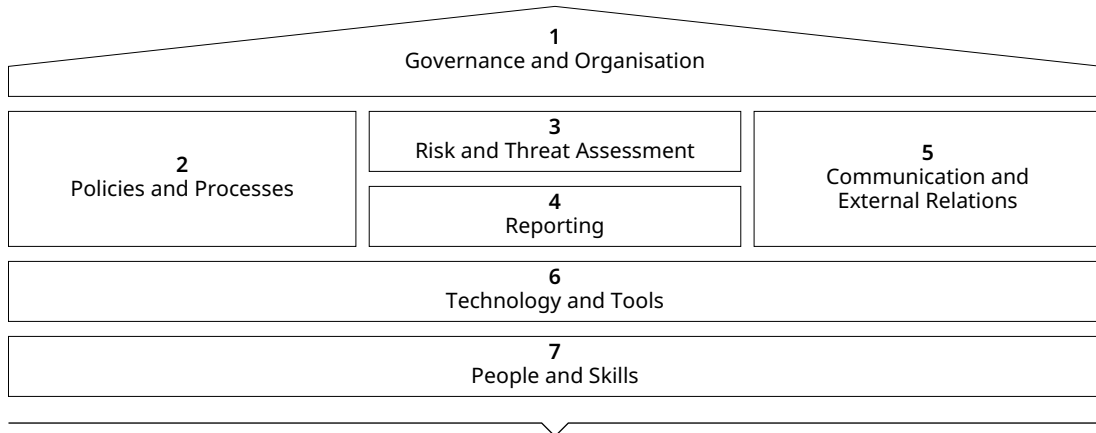 1
Governance and Organisation
2
Policies and Processes
3
Risk and Threat Assessment
4
Reporting
5
Communication and
External Relations
6
Technology and Tools
7
People and Skills